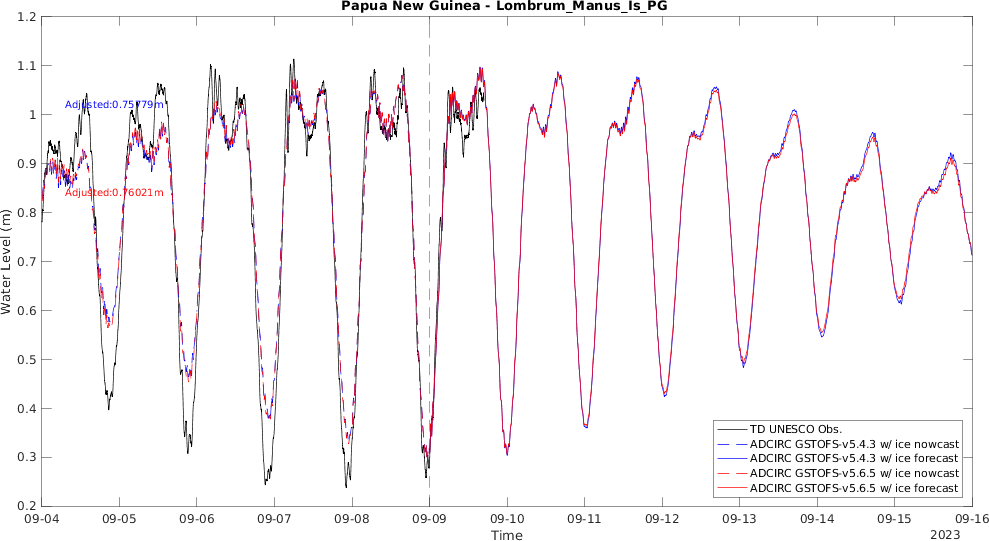 Papua New Guinea - Lombrum_Manus_Is_PG
1.2
1.1
1
0.9
0.8
0.7
0.6
0.5
0.4
0.3
0.2
Water Level (m)
Adjusted:0.75779m
Adjusted:0.76021m
TD UNESCO Obs.
ADCIRC GSTOFS-v5.4.3 w/ ice nowcast
ADCIRC GSTOFS-v5.4.3 w/ ice forecast
ADCIRC GSTOFS-v5.6.5 w/ ice nowcast
ADCIRC GSTOFS-v5.6.5 w/ ice forecast
09-04 09-05 09-06 09-07 09-08 09-09 09-10 09-11 09-12 09-13 09-14 09-15 09-16
Time
2023